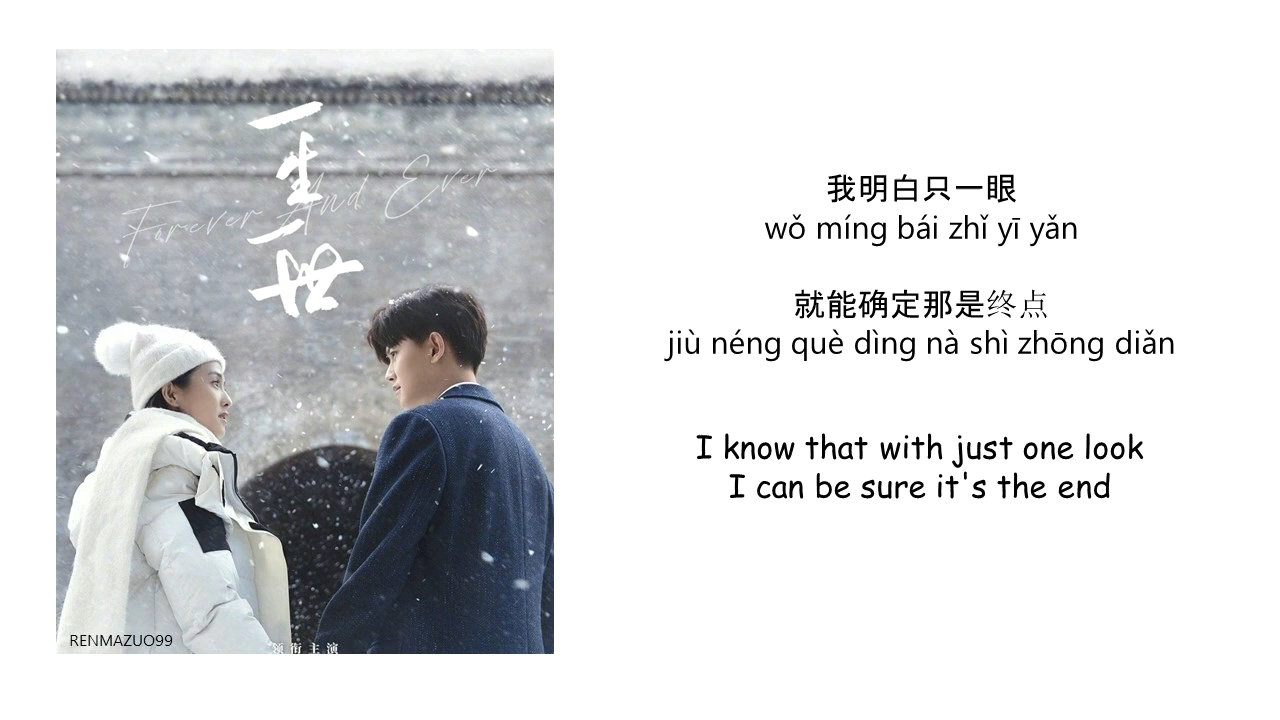 一生一世
Forever And Ever
RENMAZUO99
领衔主演
我明白只一眼
wǒ míng bái zhǐ yī yǎn
就能确定那是终点
jiù néng què dìng nà shì zhōng diǎn
I know that with just one look
I can be sure it's the end